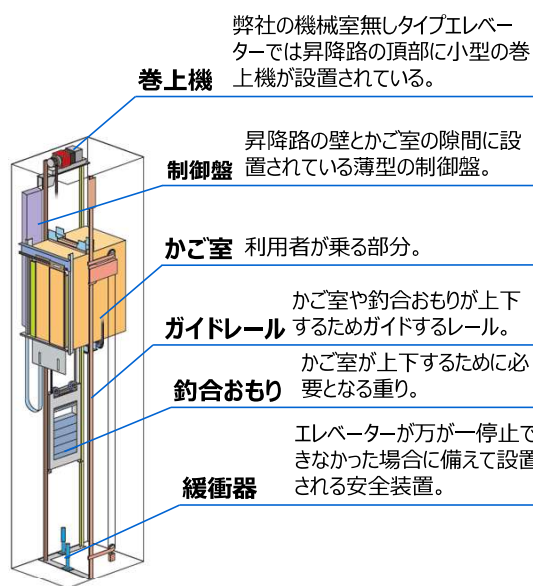 弊社の機械室無しタイプエレベー
ターでは昇降路の頂部に小型の巻
上機が設置されている。
巻上機
昇降路の壁とかご室の隙間に設
置されている薄型の制御盤。
制御盤
かご室 利用者が乗る部分。
かご室や釣合おもりが上下
するためガイドするレール。
ガイドレール
かご室が上下するために必
要となる重り。
釣合おもり
エレベーターが万が一停止で
きなかった場合に備えて設置
される安全装置。
緩衝器